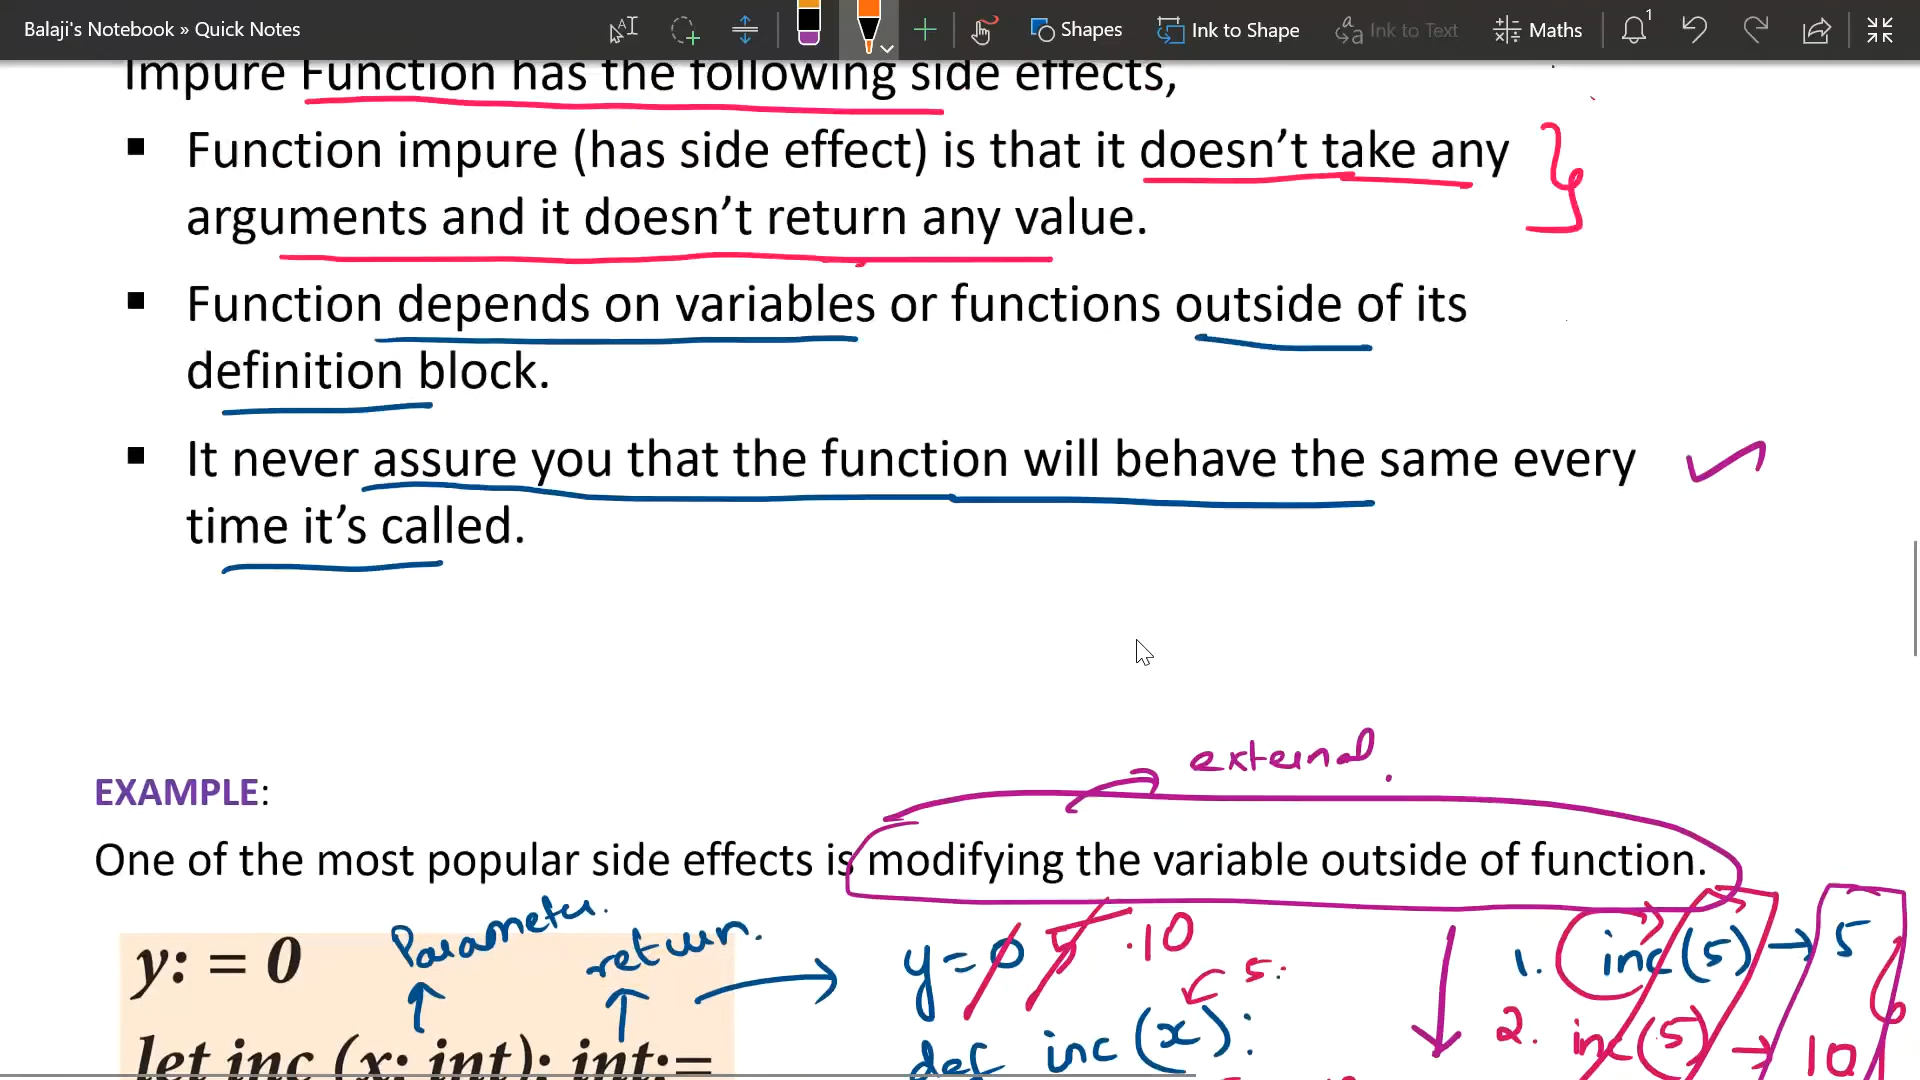 Balaji's Notebook » Quick Notes
Shapes Ink to Shape Ink to Text Maths 1
Impure Function has the following side effects,
▪ Function impure (has side effect) is that it doesn't take any
arguments and it doesn't return any value.
▪ Function depends on variables or functions outside of its
definition block.
▪ It never assure you that the function will behave the same every
time it's called.
external.
EXAMPLE:
One of the most popular side effects is modifying the variable outside of function.
Parameter. return.
y: = 0
y=0 5 .10
5.
1. inc(5) → 5
let inc (x: int): int:=
def inc (x):
2. inc(5) → 10